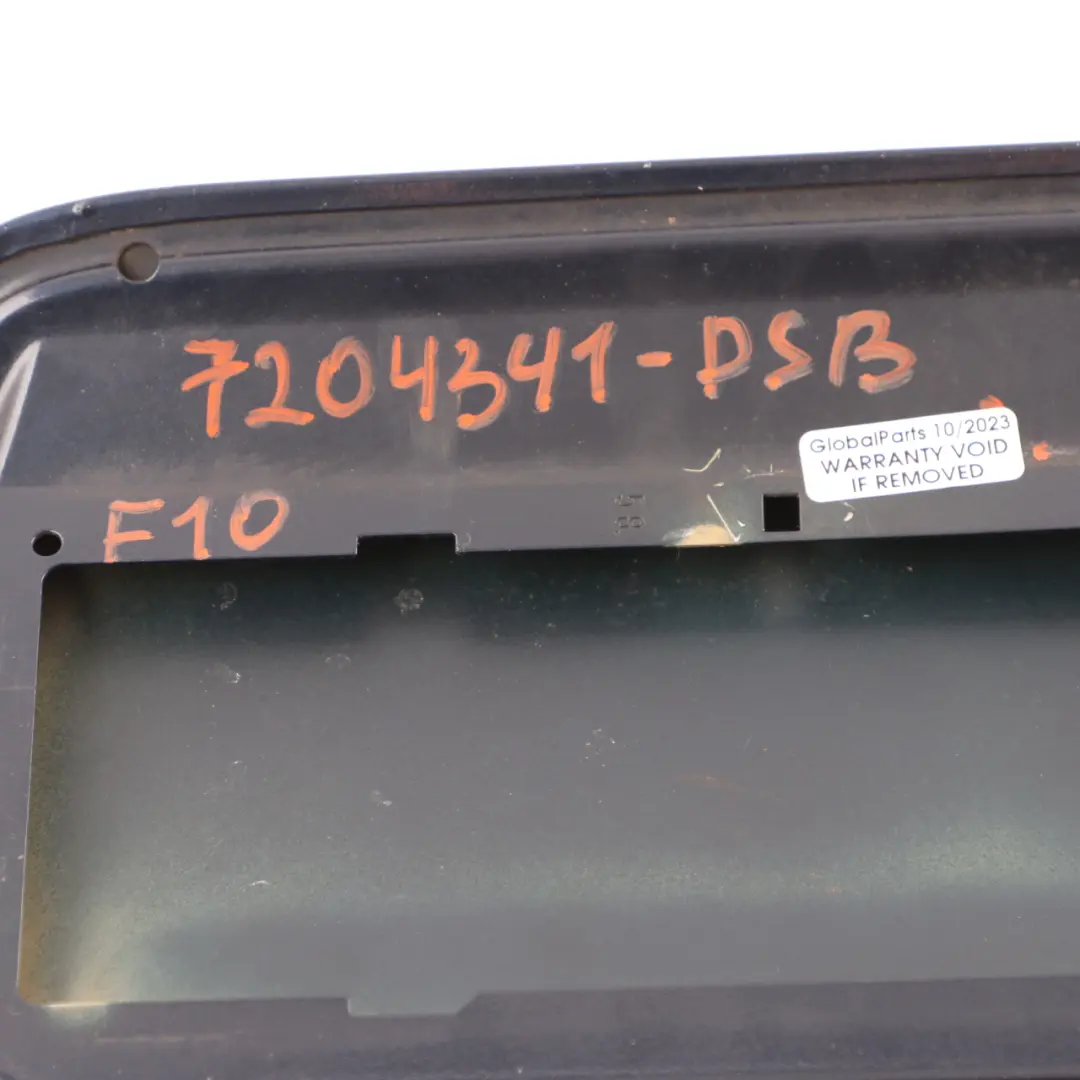 7204341-DSB
GlobalParts 10/2023
WARRANTY VOID
IF REMOVED
F10